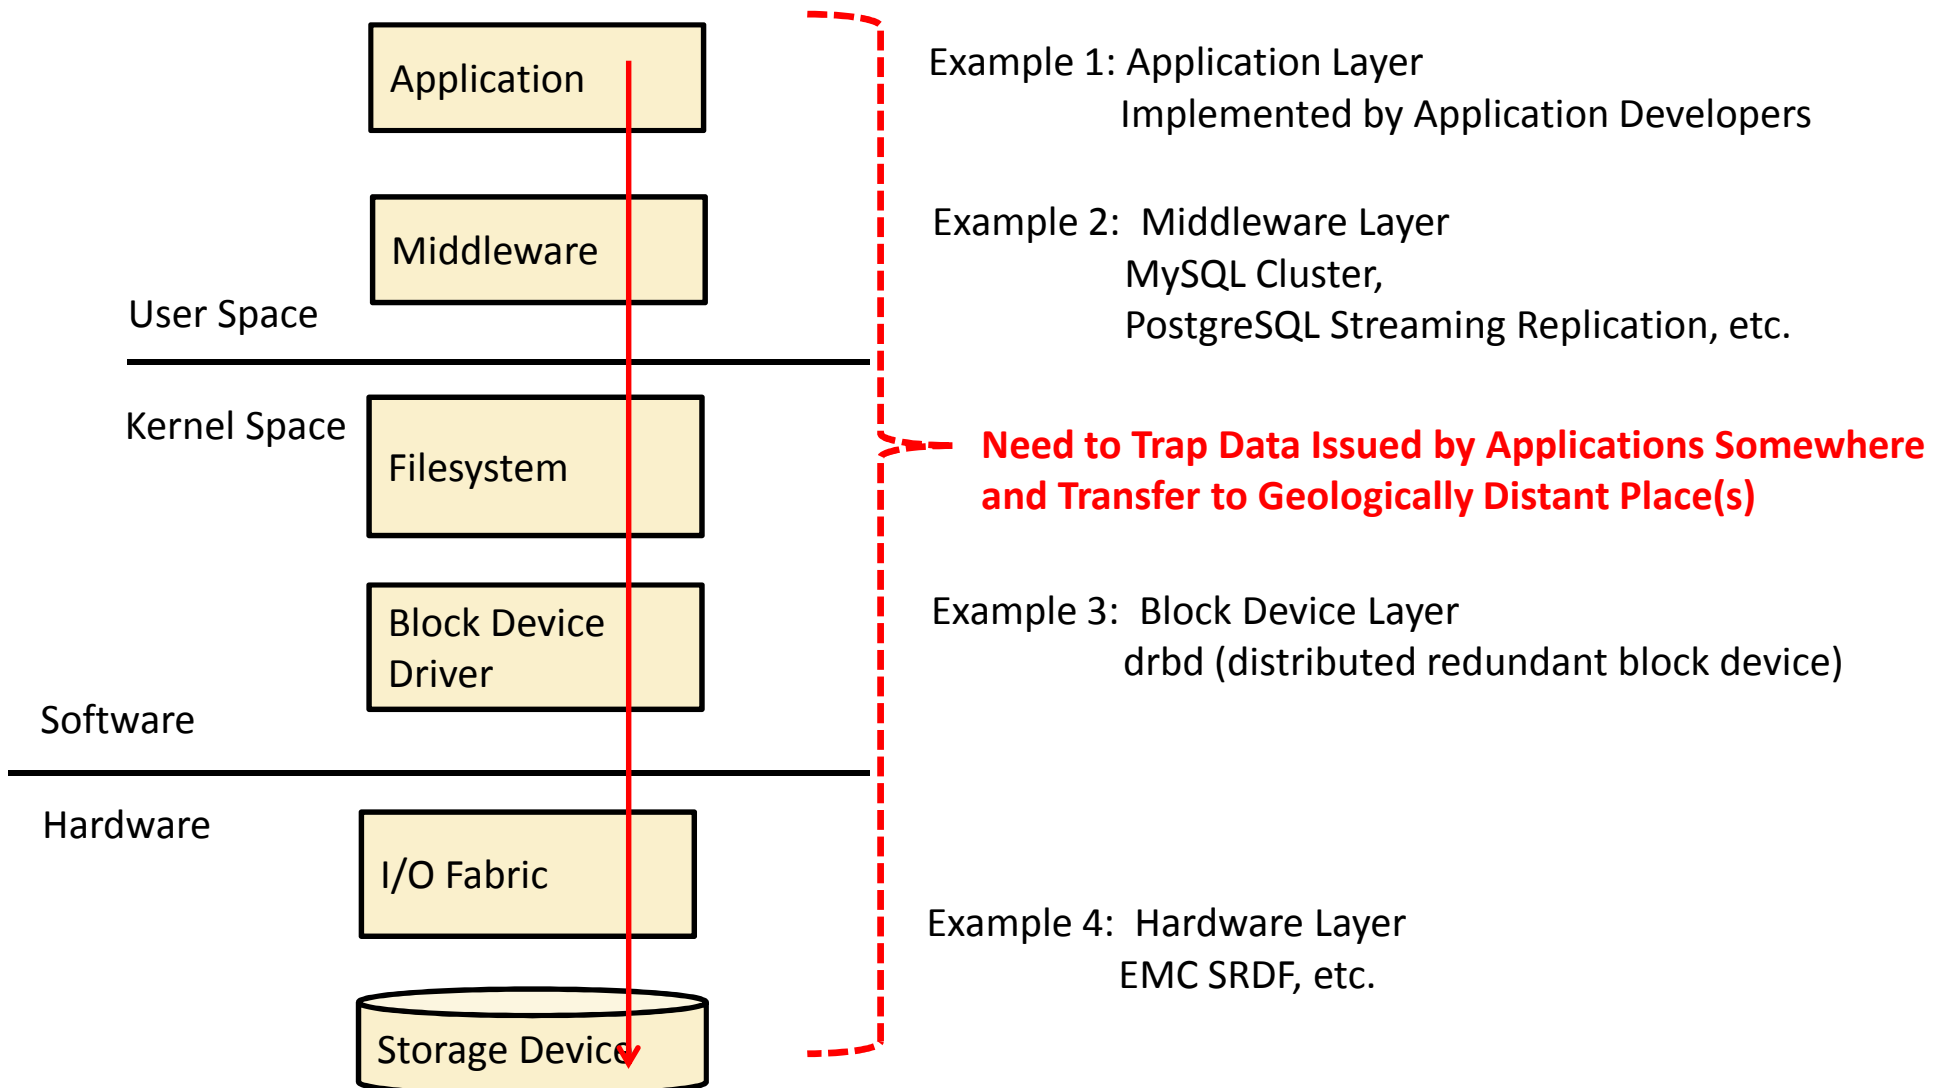 Application
Example 1: Application Layer
Implemented by Application Developers
Middleware
Example 2: Middleware Layer
MySQL Cluster,
PostgreSQL Streaming Replication, etc.
User Space
Kernel Space
Filesystem
Need to Trap Data Issued by Applications Somewhere
and Transfer to Geologically Distant Place(s)
Block Device
Driver
Example 3: Block Device Layer
drbd (distributed redundant block device)
Software
Hardware
I/O Fabric
Example 4: Hardware Layer
EMC SRDF, etc.
Storage Device